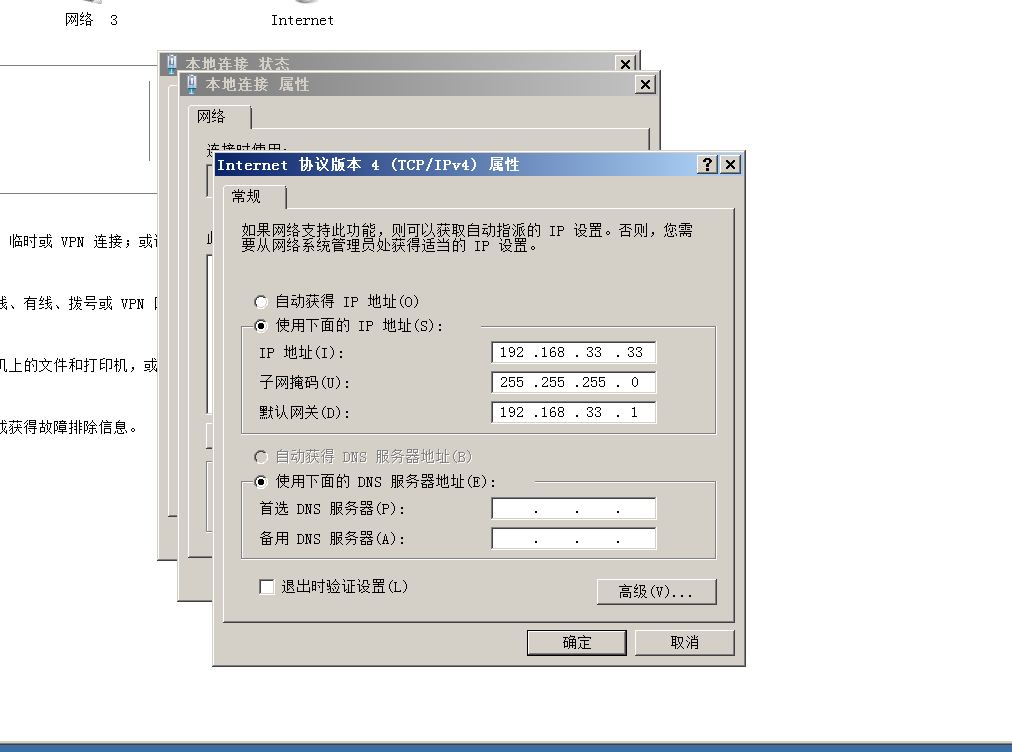 网络 3
Internet
本地连接 状态
本地连接 属性
网络
连接时使用:
Internet 协议版本 4 (TCP/IPv4) 属性
常规
如果网络支持此功能，则可以获取自动指派的 IP 设置。否则，您需
要从网络系统管理员处获得适当的 IP 设置。
临时或 VPN 连接；或
自动获得 IP 地址(O)
线、有线、拨号或 VPN
使用下面的 IP 地址(S):
IP 地址(I): 192 .168 . 33 . 33
机上的文件和打印机，或
子网掩码(U): 255 .255 .255 . 0
默认网关(D): 192 .168 . 33 . 1
或获得故障排除信息。
自动获得 DNS 服务器地址(B)
使用下面的 DNS 服务器地址(E):
首选 DNS 服务器(P): . . .
备用 DNS 服务器(A): . . .
退出时验证设置(L)
高级(V)...
确定
取消